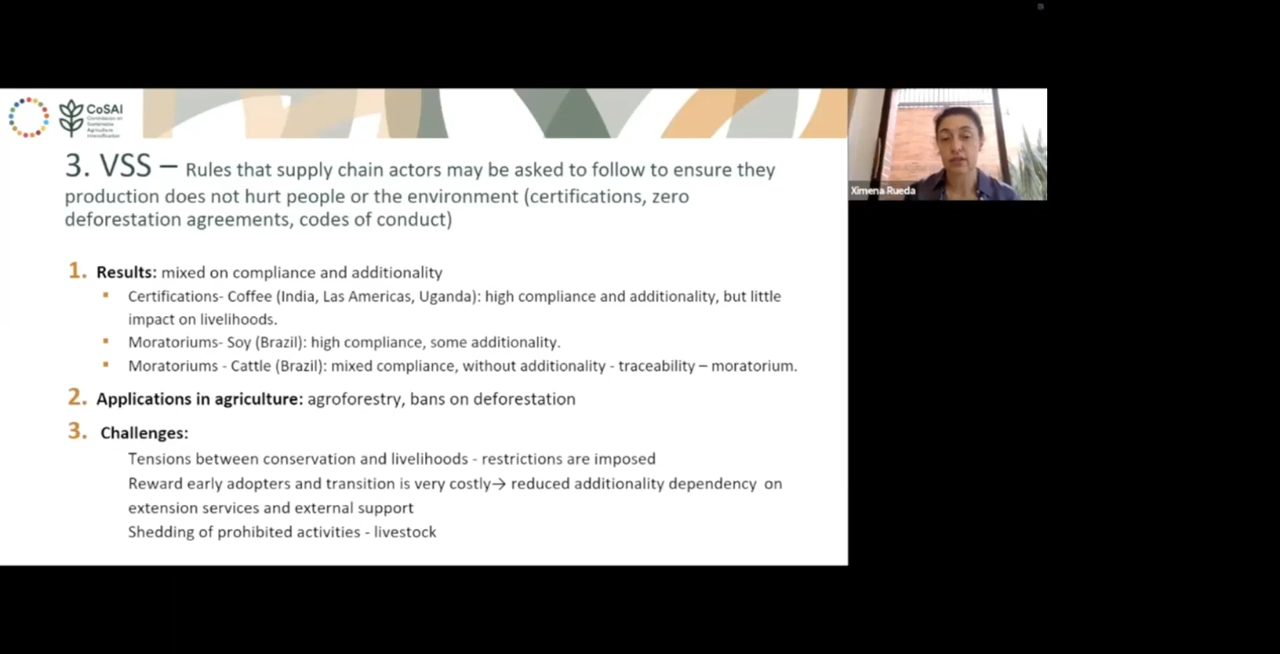 CoSAI
Commission on
Sustainable
Agriculture
Intensification
3. VSS – Rules that supply chain actors may be asked to follow to ensure they
production does not hurt people or the environment (certifications, zero
deforestation agreements, codes of conduct)
1. Results: mixed on compliance and additionality
▪ Certifications- Coffee (India, Las Americas, Uganda): high compliance and additionality, but little
impact on livelihoods.
▪ Moratoriums- Soy (Brazil): high compliance, some additionality.
▪ Moratoriums - Cattle (Brazil): mixed compliance, without additionality - traceability – moratorium.
2. Applications in agriculture: agroforestry, bans on deforestation
3. Challenges:
Tensions between conservation and livelihoods - restrictions are imposed
Reward early adopters and transition is very costly→ reduced additionality dependency on
extension services and external support
Shedding of prohibited activities - livestock
Ximena Rueda